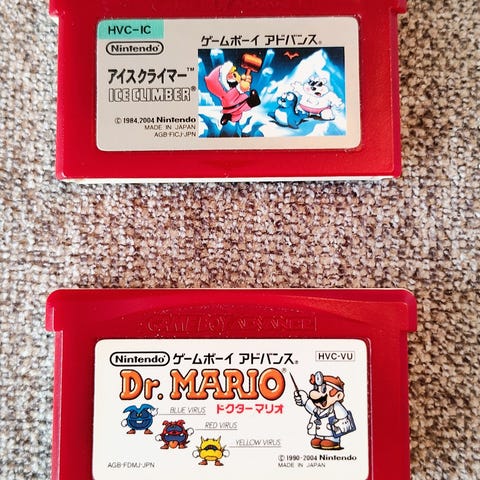 HVC-IC
Nintendo
ゲームボーイ アドバンス®
アイスクライマー™
ICE CLIMBER®
© 1984, 2004 Nintendo
MADE IN JAPAN
AGB-FICJ-JPN
GAME BOY ADVANCE
Nintendo ゲームボーイ アドバンス® HVC-VU
Dr. MARIO®
ドクターマリオ
BLUE VIRUS
RED VIRUS
YELLOW VIRUS
AGB-FDMJ-JPN
© 1990-2004 Nintendo
MADE IN JAPAN